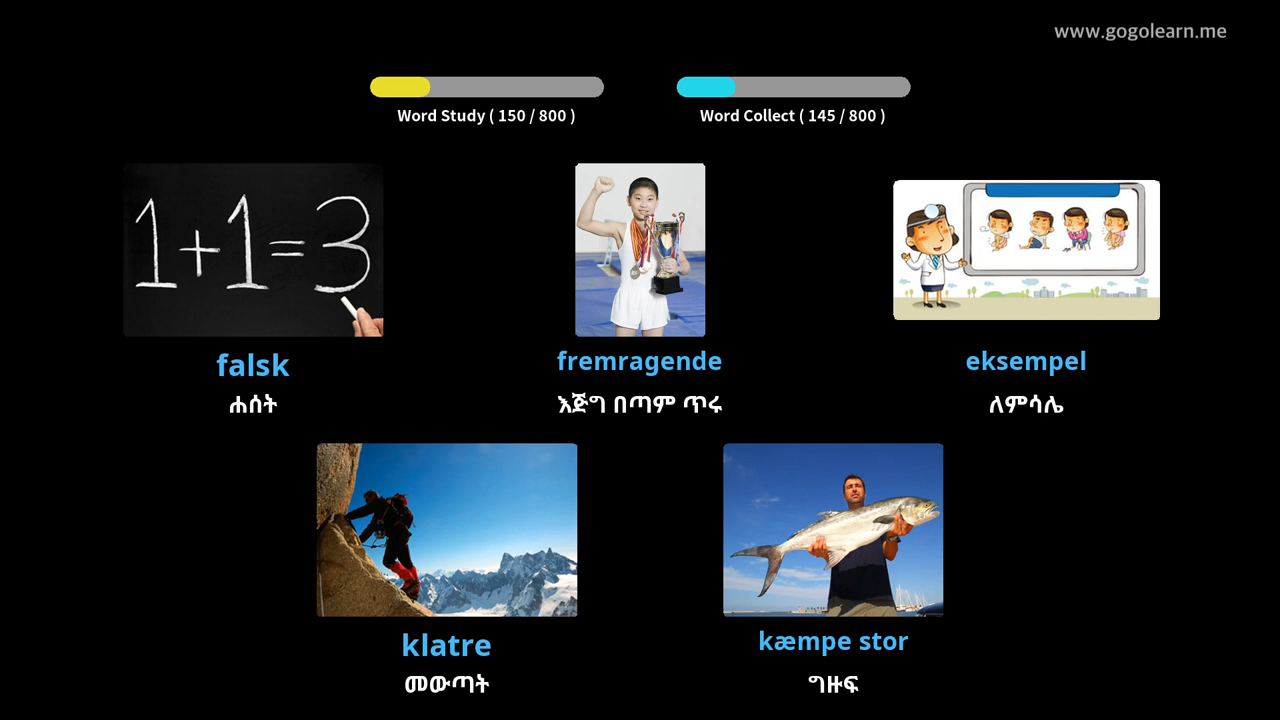 www.gogolearn.me
Word Study ( 150 / 800 )
Word Collect ( 145 / 800 )
1+1=3
falsk
fremragende
eksempel
ሐሰት
እጅግ በጣም ጥሩ
ለምሳሌ
klatre
kæmpe stor
መውጣት
ግዙፍ